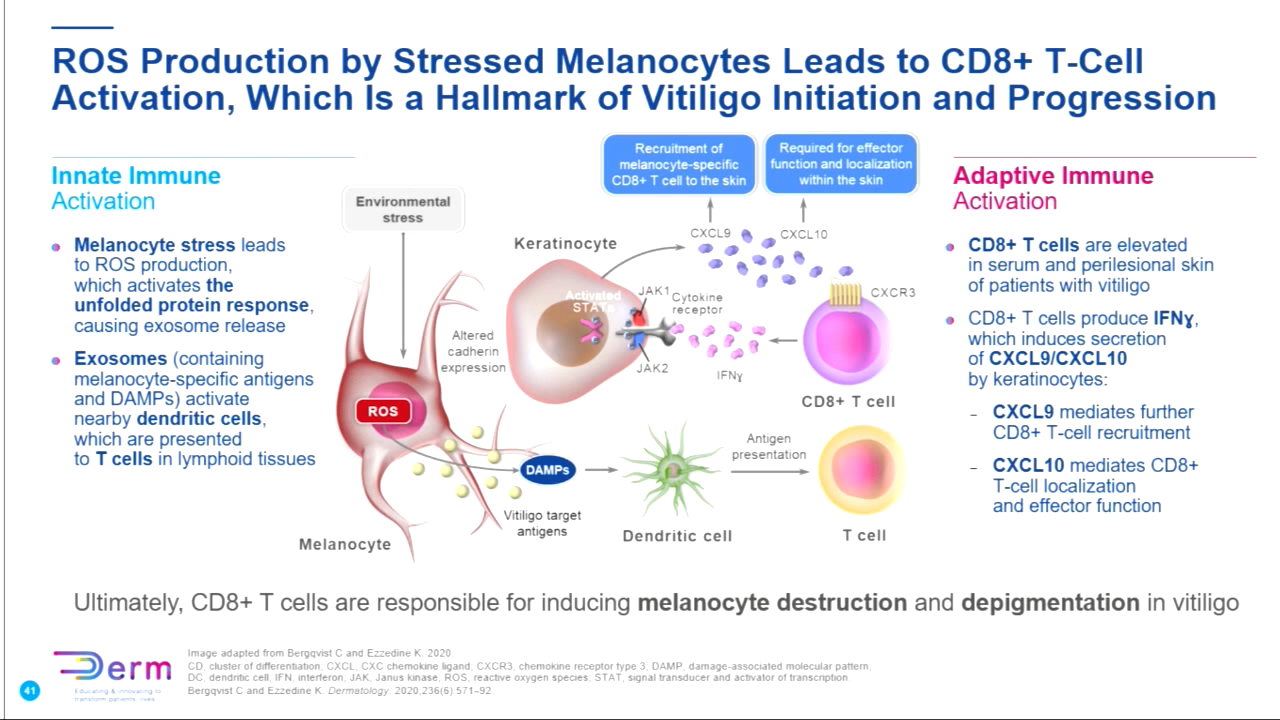 ROS Production by Stressed Melanocytes Leads to CD8+ T-Cell
Activation, Which Is a Hallmark of Vitiligo Initiation and Progression
Innate Immune
Activation
Melanocyte stress leads
to ROS production,
which activates the
unfolded protein response,
causing exosome release
Exosomes (containing
melanocyte-specific antigens
and DAMPs) activate
nearby dendritic cells,
which are presented
to T cells in lymphoid tissues
Environmental
stress
Recruitment of
melanocyte-specific
CD8+ T cell to the skin
Required for effector
function and localization
within the skin
CXCL9
CXCL10
Keratinocyte
Activated
STATs
JAK1
Cytokine
receptor
CXCR3
Altered
cadherin
expression
JAK2
IFNɣ
CD8+ T cell
ROS
DAMPs
Antigen
presentation
Vitiligo target
antigens
Melanocyte
Dendritic cell
T cell
Adaptive Immune
Activation
CD8+ T cells are elevated
in serum and perilesional skin
of patients with vitiligo
CD8+ T cells produce IFNɣ,
which induces secretion
of CXCL9/CXCL10
by keratinocytes:
– CXCL9 mediates further
CD8+ T-cell recruitment
– CXCL10 mediates CD8+
T-cell localization
and effector function
Ultimately, CD8+ T cells are responsible for inducing melanocyte destruction and depigmentation in vitiligo
41
Derm
Educating & innovating to
transform patients' lives
Image adapted from Bergqvist C and Ezzedine K. 2020.
CD, cluster of differentiation, CXCL, CXC chemokine ligand, CXCR3, chemokine receptor type 3, DAMP, damage-associated molecular pattern,
DC, dendritic cell, IFN, interferon, JAK, Janus kinase, ROS, reactive oxygen species, STAT, signal transducer and activator of transcription
Bergqvist C and Ezzedine K. Dermatology. 2020;236(6) 571–92.